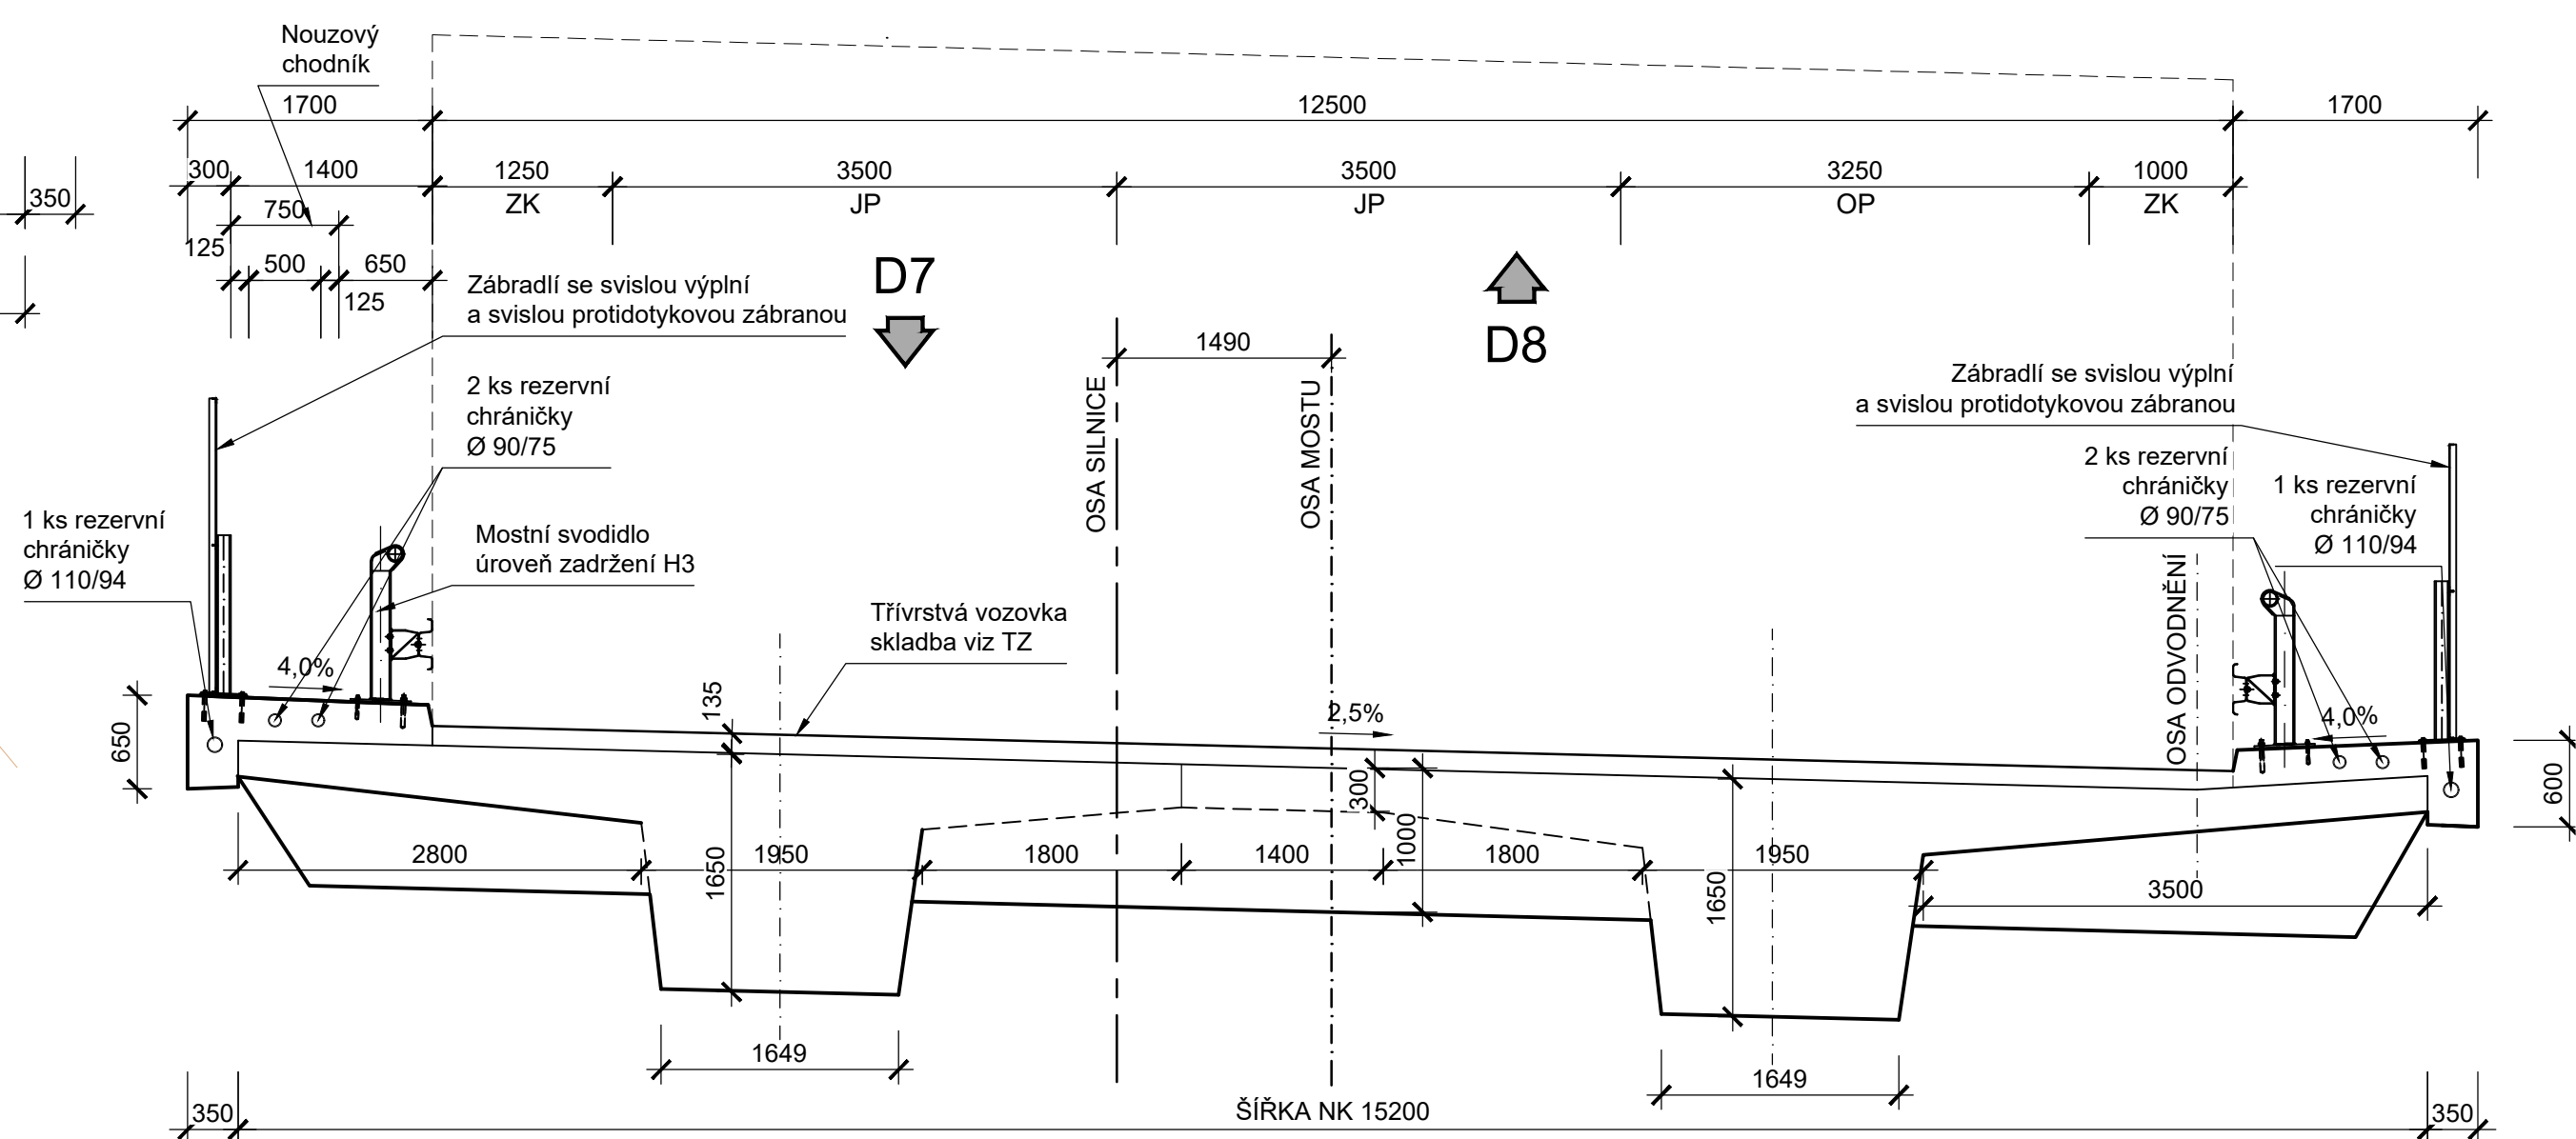 Nouzový
chodník
1700
12500
1700
300
1400
1250
3500
3500
3250
1000
ZK
JP
JP
OP
ZK
350
750
125
500
650
125
D7
D8
Zábradlí se svislou výplní
a svislou protidotykovou zábranou
1490
OSA SILNICE
OSA MOSTU
2 ks rezervní
chráničky
Ø 90/75
Zábradlí se svislou výplní
a svislou protidotykovou zábranou
2 ks rezervní
chráničky
Ø 90/75
1 ks rezervní
chráničky
Ø 110/94
1 ks rezervní
chráničky
Ø 110/94
Mostní svodidlo
úroveň zadržení H3
OSA ODVODNĚNÍ
Třívrstvá vozovka
skladba viz TZ
4,0%
135
2,5%
4,0%
650
300
600
2800
1950
1650
1800
1400
1000
1800
1950
1650
3500
1649
1649
350
ŠÍŘKA NK 15200
350